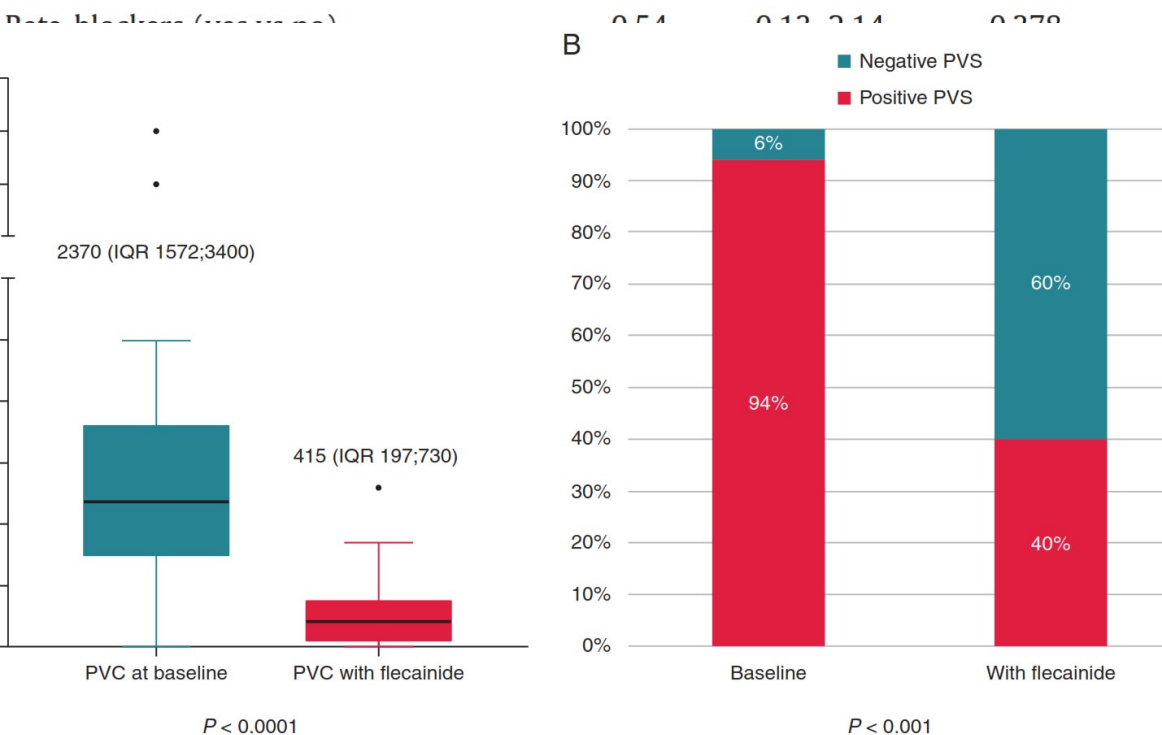 B
Negative PVS
Positive PVS
2370 (IQR 1572;3400)
415 (IQR 197;730)
PVC at baseline
PVC with flecainide
P < 0.0001
100%
90%
80%
70%
60%
50%
40%
30%
20%
10%
0%
6%
94%
60%
40%
Baseline
With flecainide
P < 0.001